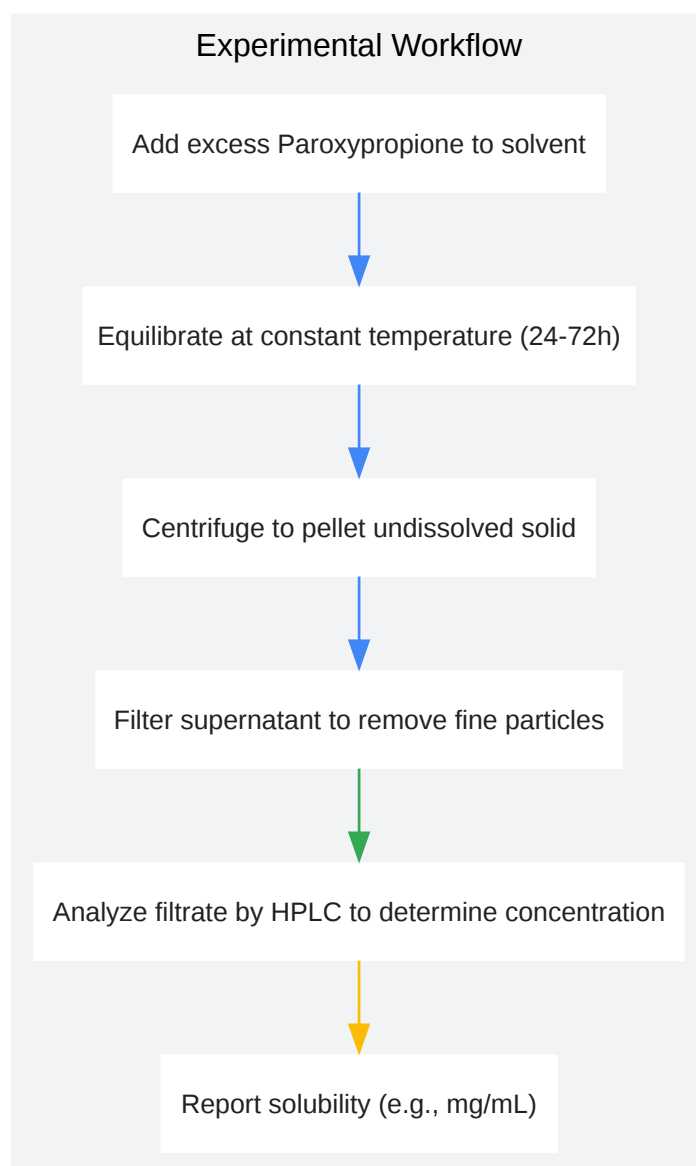 Experimental Workflow
Add excess Paroxypropione to solvent
Equilibrate at constant temperature (24-72h)
Centrifuge to pellet undissolved solid
Filter supernatant to remove fine particles
Analyze filtrate by HPLC to determine concentration
Report solubility (e.g., mg/mL)